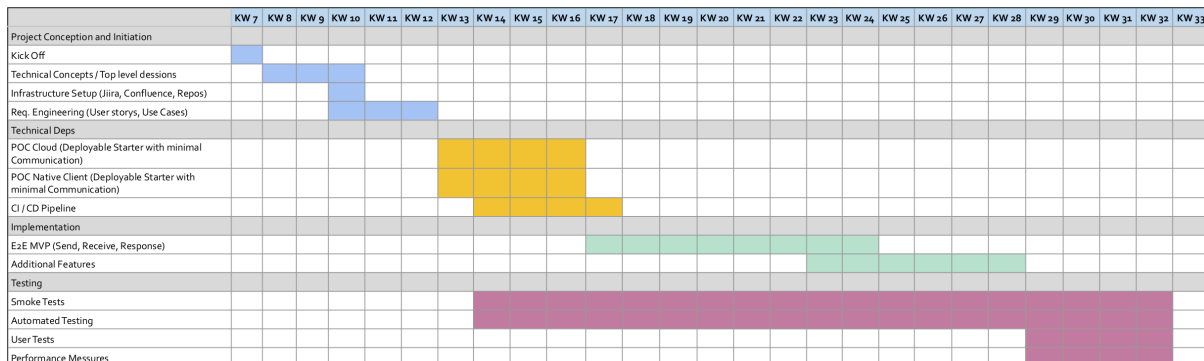 KW 7 KW 8 KW 9 KW 10 KW 11 KW 12 KW 13 KW 14 KW 15 KW 16 KW 17 KW 18 KW 19 KW 20 KW 21 KW 22 KW 23 KW 24 KW 25 KW 26 KW 27 KW 28 KW 29 KW 30 KW 31 KW 32 KW 33
Project Conception and Initiation
Kick Off
Technical Concepts / Top level dessions
Infrastructure Setup (Jiira, Confluence, Repos)
Req. Engineering (User storys, Use Cases)
Technical Deps
POC Cloud (Deployable Starter with minimal
Communication)
POC Native Client (Deployable Starter with
minimal Communication)
CI / CD Pipeline
Implementation
E2E MVP (Send, Receive, Response)
Additional Features
Testing
Smoke Tests
Automated Testing
User Tests
Performance Messures